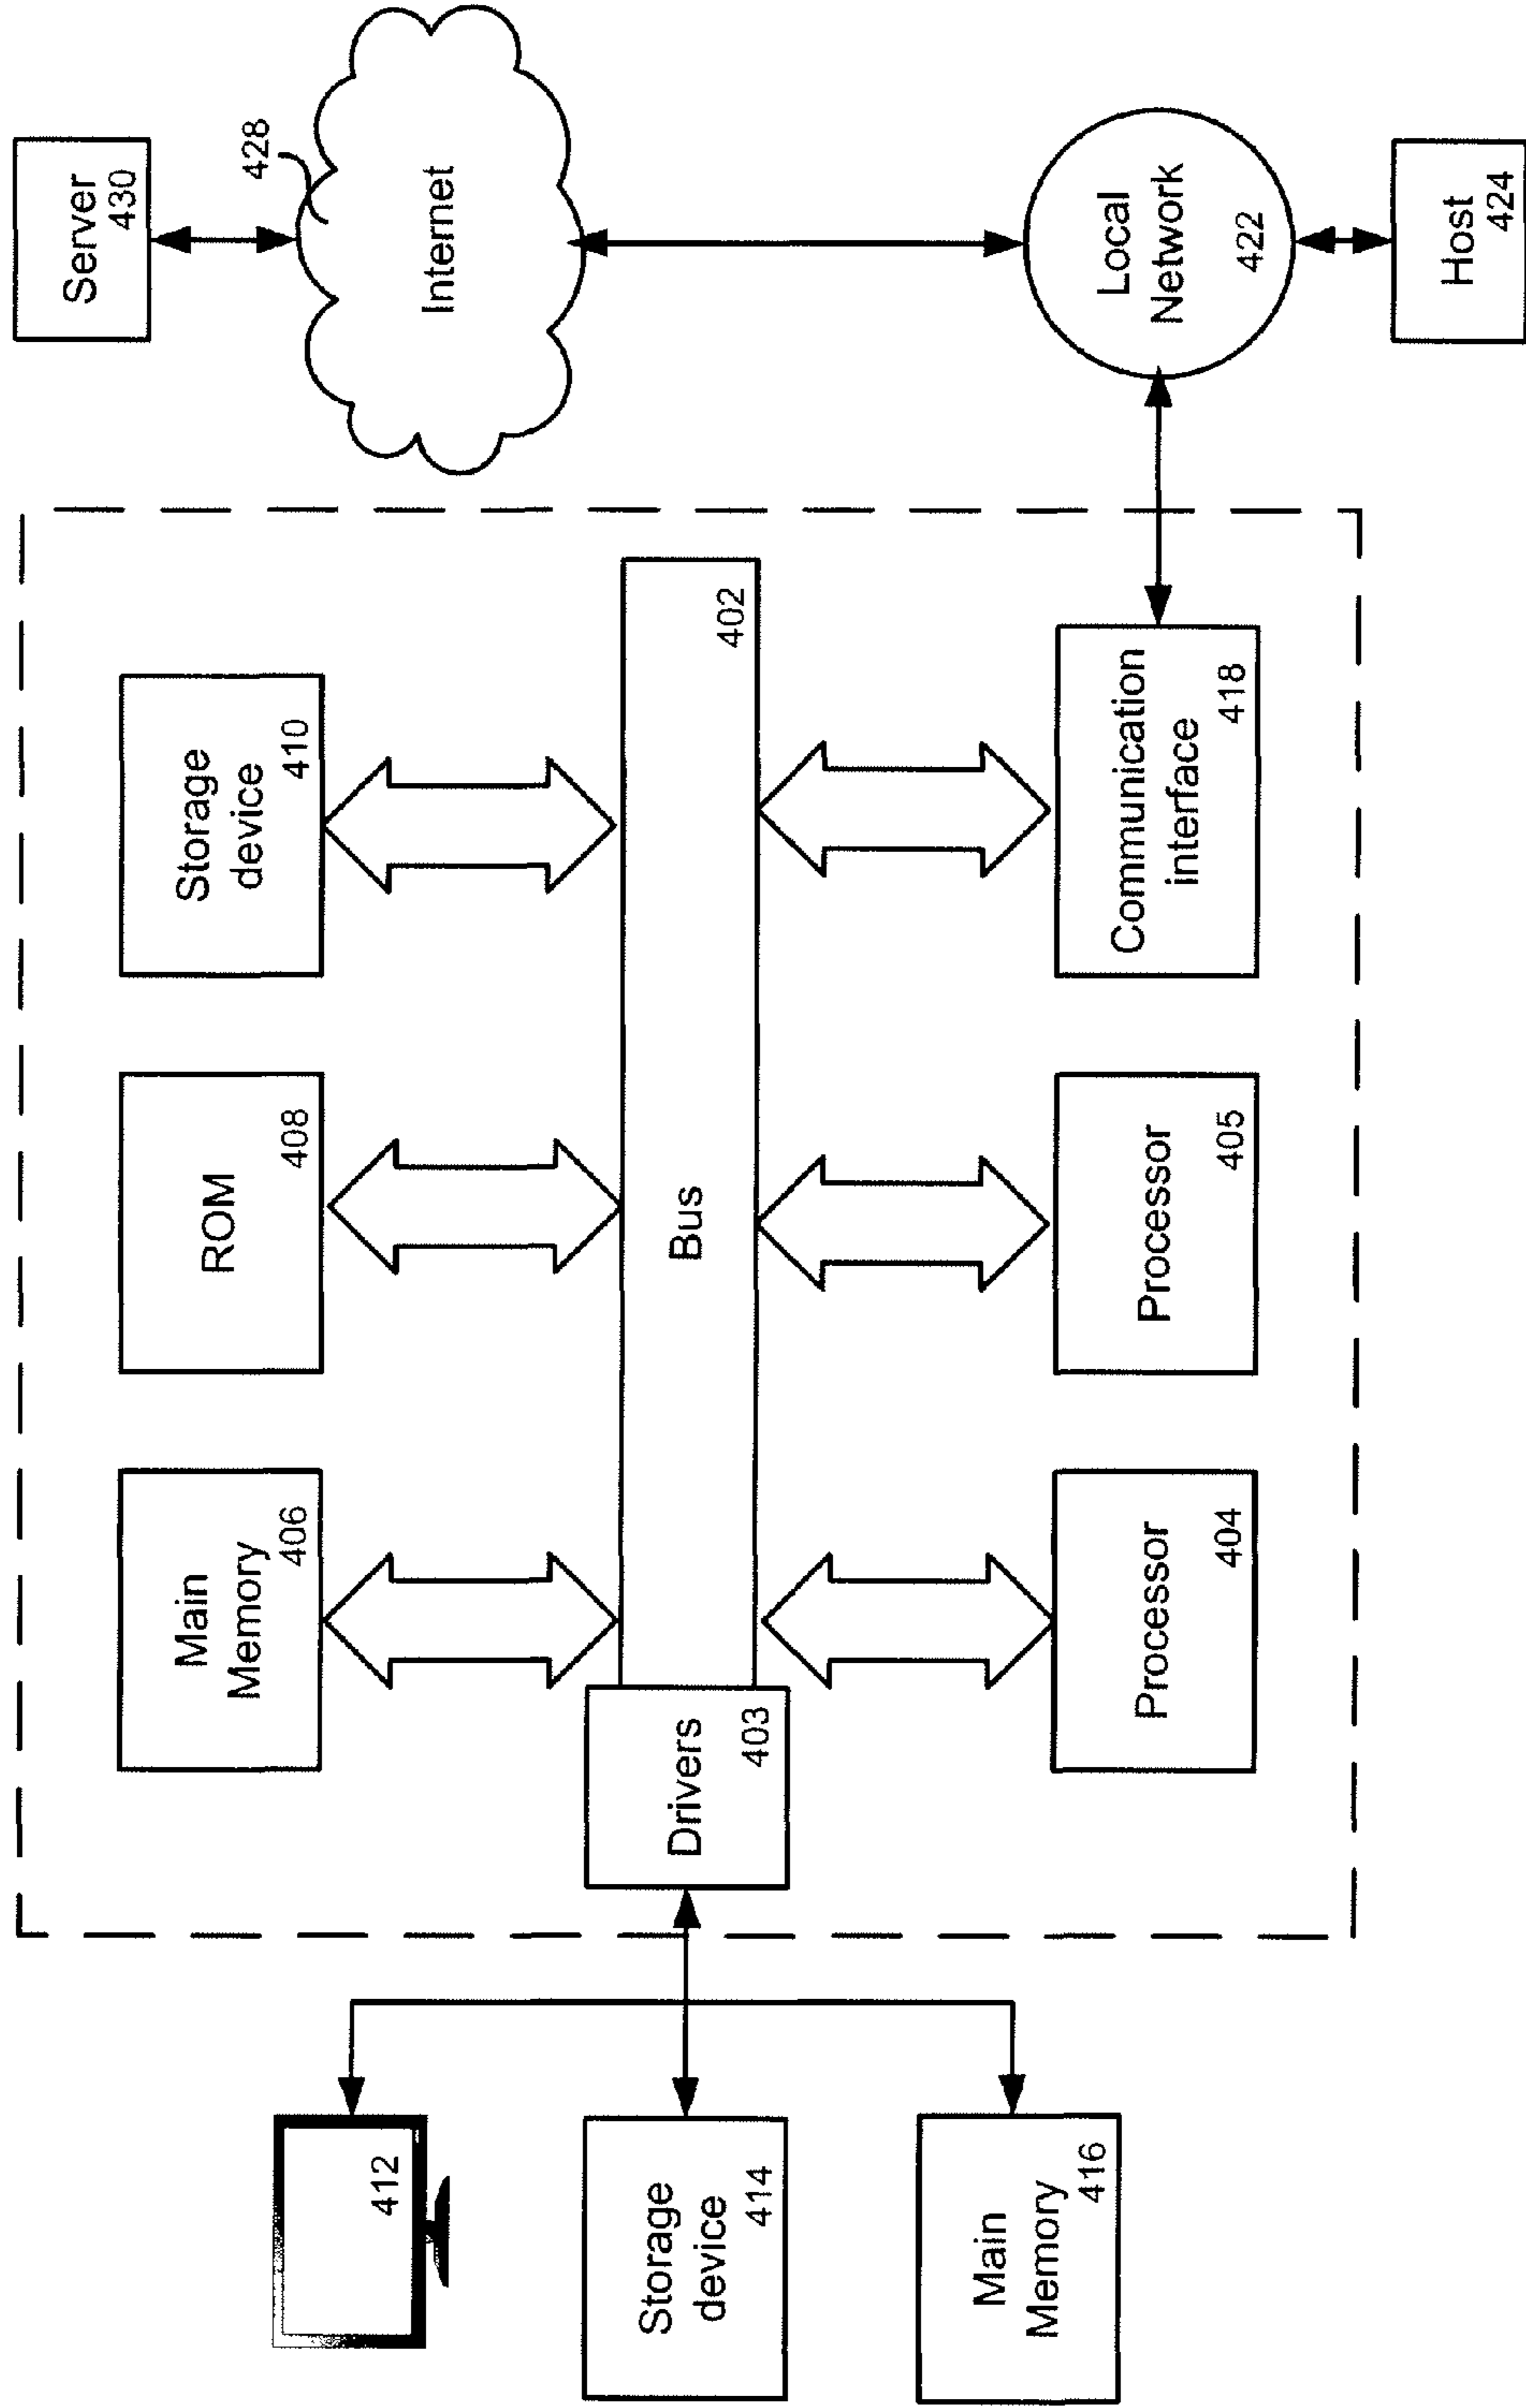 412
Storage
device
414
Main
Memory
416
Drivers
403
Main
Memory
406
ROM
408
Storage
device
410
Bus
402
Processor
404
Processor
405
Communication
interface
418
Server
430
428
Internet
Local
Network
422
Host
424